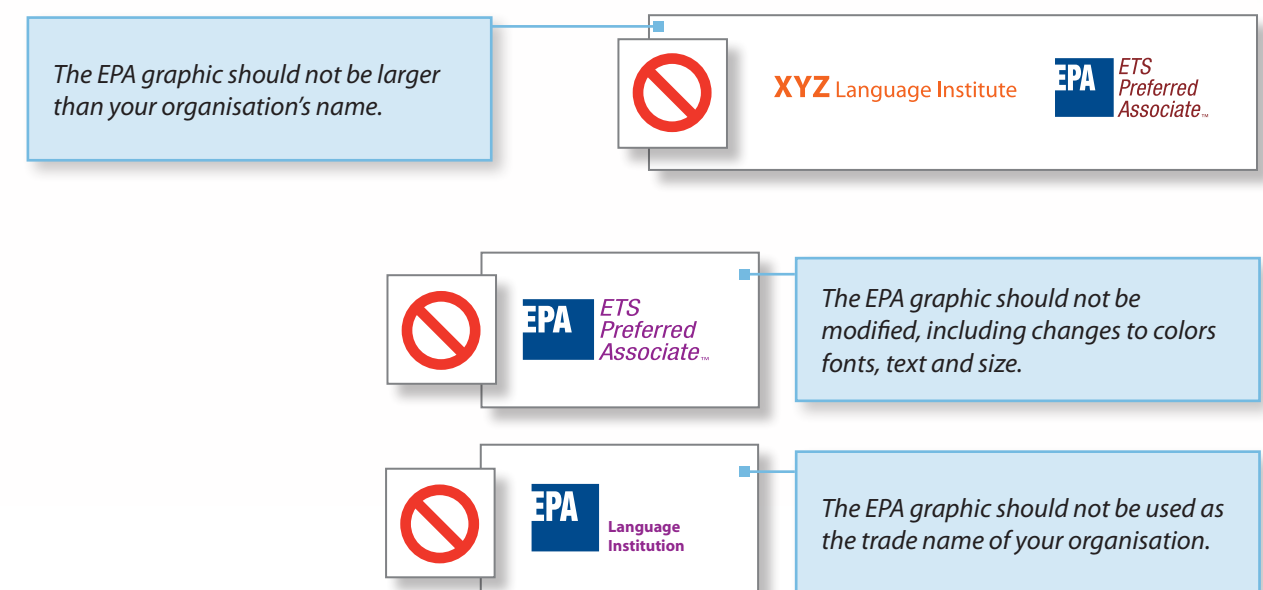 The EPA graphic should not be larger
than your organisation's name.
XYZ Language Institute
EPA
ETS
Preferred
Associate™
EPA
ETS
Preferred
Associate™
The EPA graphic should not be
modified, including changes to colors
fonts, text and size.
EPA
Language
Institution
The EPA graphic should not be used as
the trade name of your organisation.